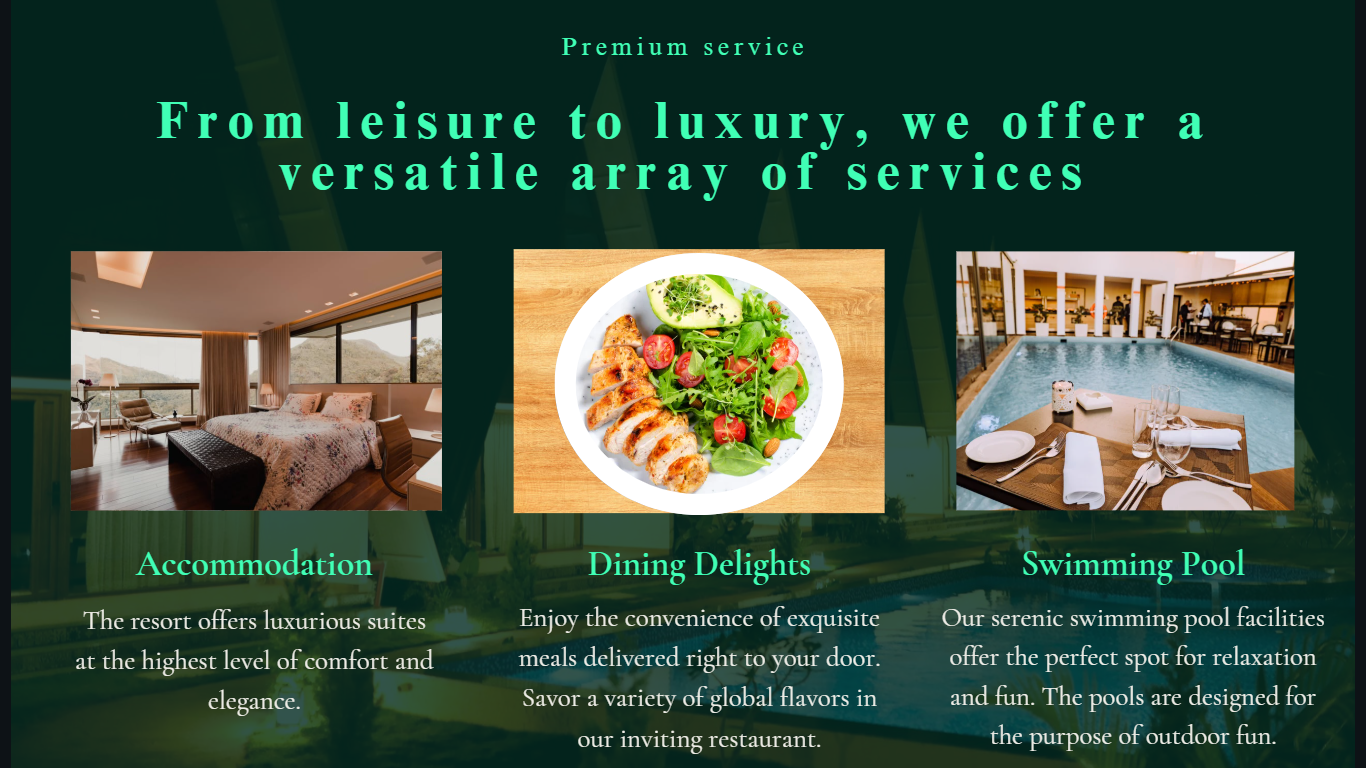 Premium service
From leisure to luxury, we offer a
versatile array of services
Accommodation
The resort offers luxurious suites
at the highest level of comfort and
elegance.
Dining Delights
Enjoy the convenience of exquisite
meals delivered right to your door.
Savor a variety of global flavors in
our inviting restaurant.
Swimming Pool
Our serenic swimming pool facilities
offer the perfect spot for relaxation
and fun. The pools are designed for
the purpose of outdoor fun.